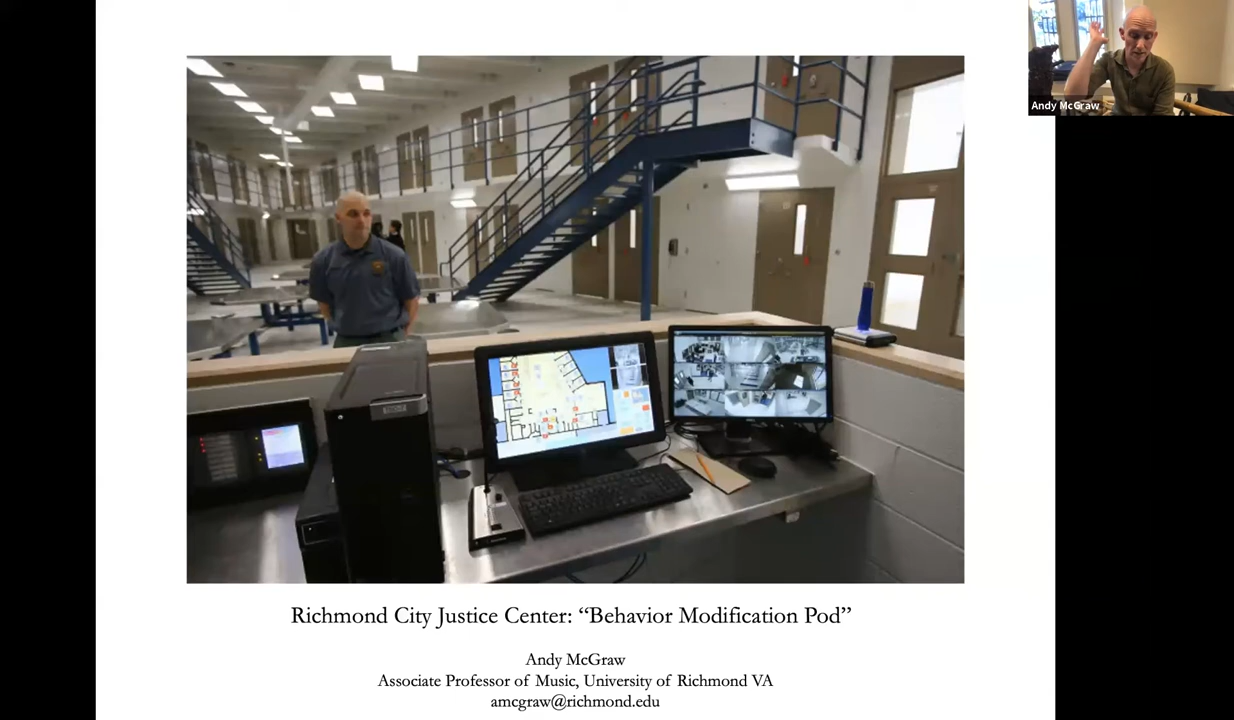 Andy McGraw
Richmond City Justice Center: “Behavior Modification Pod”
Andy McGraw
Associate Professor of Music, University of Richmond VA
amcgraw@richmond.edu